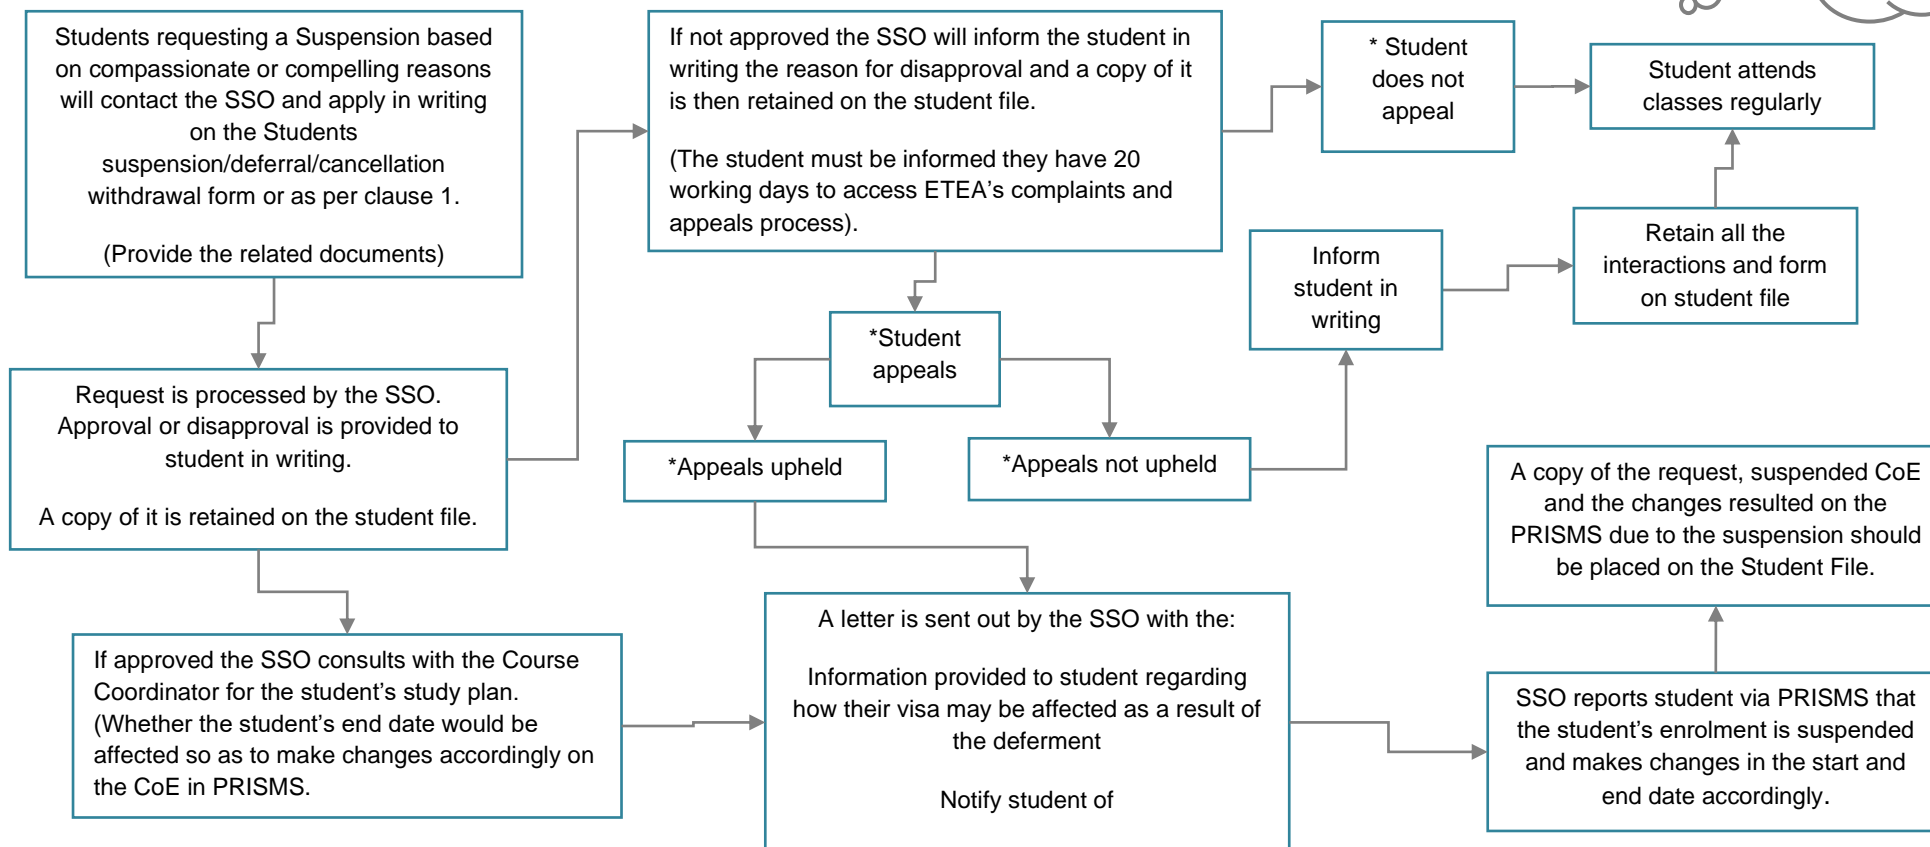 Students requesting a Suspension based
on compassionate or compelling reasons
will contact the SSO and apply in writing
on the Students
suspension/deferral/cancellation
withdrawal form or as per clause 1.
(Provide the related documents)
Request is processed by the SSO.
Approval or disapproval is provided to
student in writing.
A copy of it is retained on the student file.
If approved the SSO consults with the Course
Coordinator for the student’s study plan.
(Whether the student’s end date would be
affected so as to make changes accordingly on
the CoE in PRISMS.
If not approved the SSO will inform the student in
writing the reason for disapproval and a copy of it
is then retained on the student file.
(The student must be informed they have 20
working days to access ETEA’s complaints and
appeals process).
*Student
appeals
*Appeals upheld
*Appeals not upheld
A letter is sent out by the SSO with the:
Information provided to student regarding
how their visa may be affected as a result of
the deferment
Notify student of
* Student
does not
appeal
Student attends
classes regularly
Inform
student in
writing
Retain all the
interactions and form
on student file
A copy of the request, suspended CoE
and the changes resulted on the
PRISMS due to the suspension should
be placed on the Student File.
SSO reports student via PRISMS that
the student’s enrolment is suspended
and makes changes in the start and
end date accordingly.